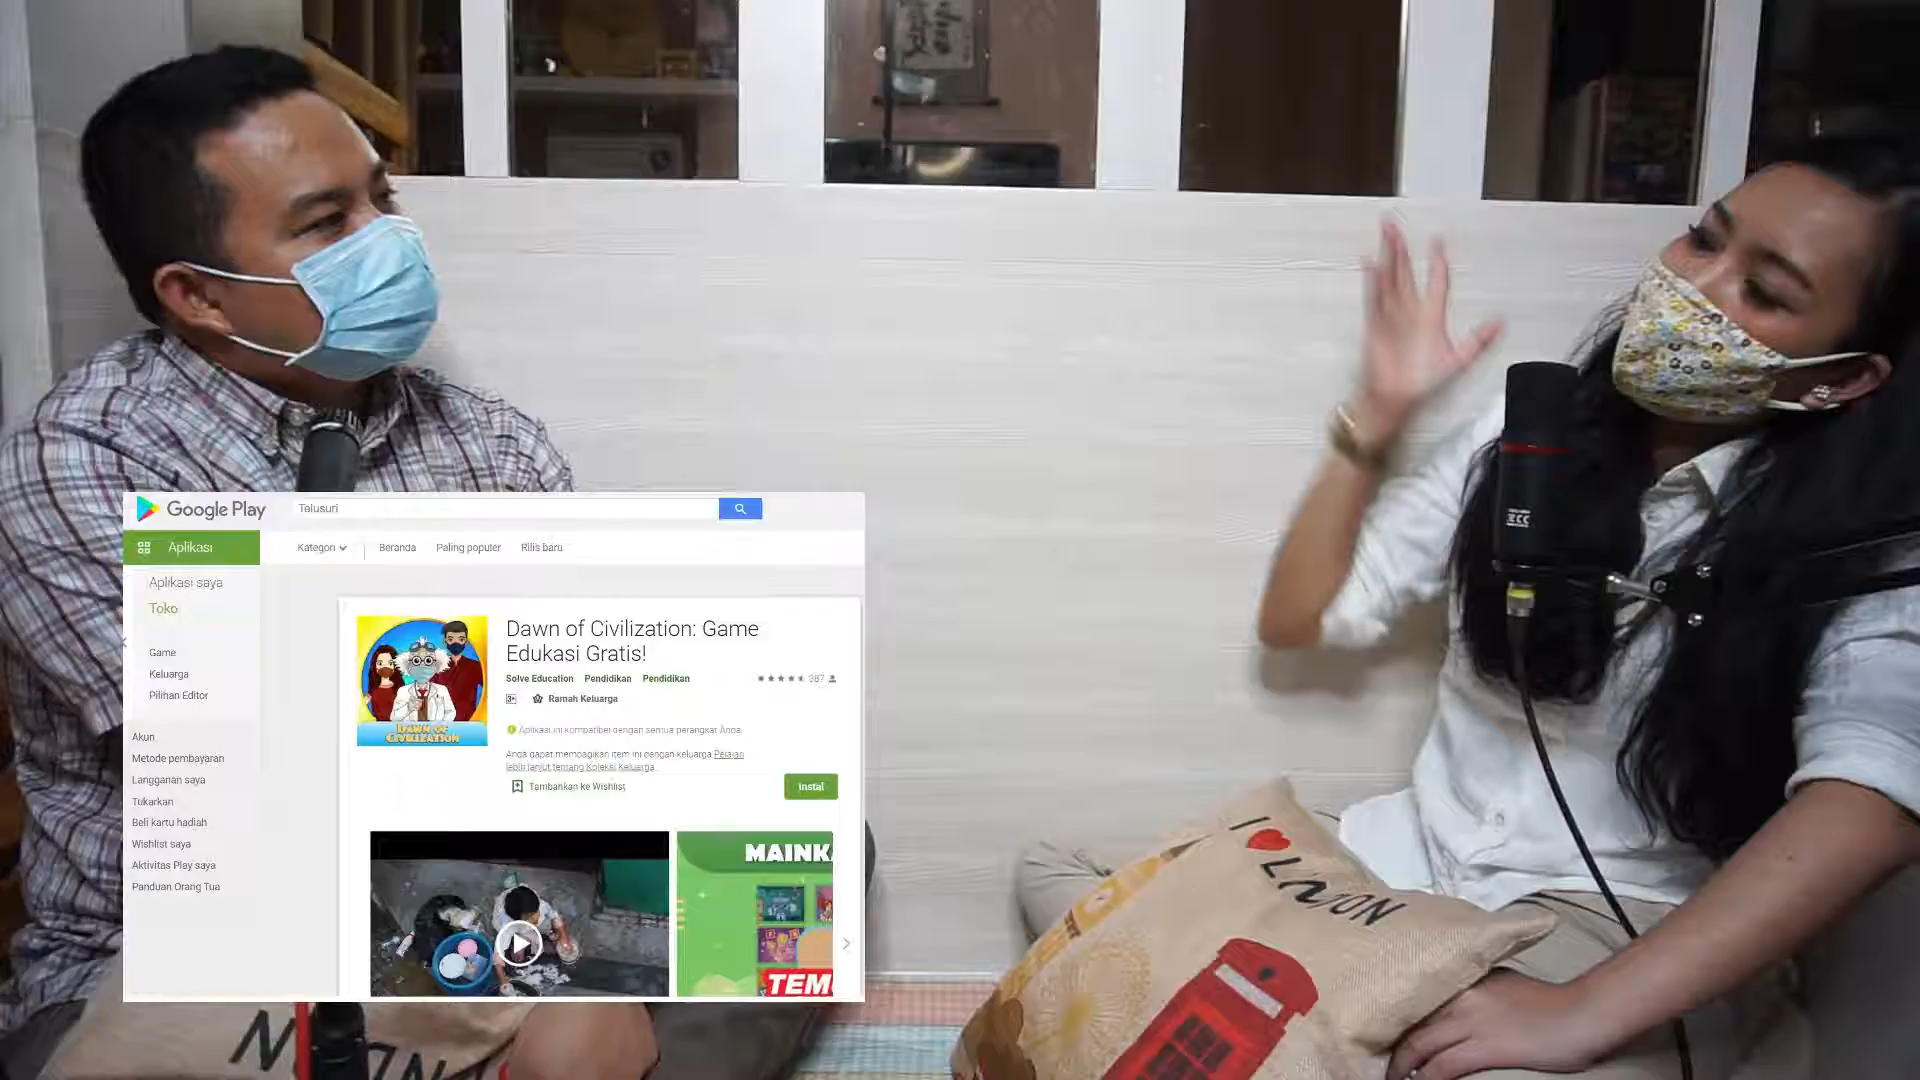 Google Play
Telusuri
Aplikasi
Kategori
Beranda
Paling populer
Rilis baru
Aplikasi saya
Toko
Game
Keluarga
Pilihan Editor
Akun
Metode pembayaran
Langganan saya
Tukarkan
Beli kartu hadiah
Wishlist saya
Aktivitas Play saya
Panduan Orang Tua
DAWN OF
CIVILIZATION
Dawn of Civilization: Game
Edukasi Gratis!
Solve Education Pendidikan Pendidikan
387
3+
Ramah Keluarga
Aplikasi ini kompatibel dengan semua perangkat Anda.
Anda dapat membagikan item ini dengan keluarga. Pelajari
lebih lanjut tentang Koleksi Keluarga.
Tambahkan ke Wishlist
Instal
MAINKA
TEM
I
LONDON